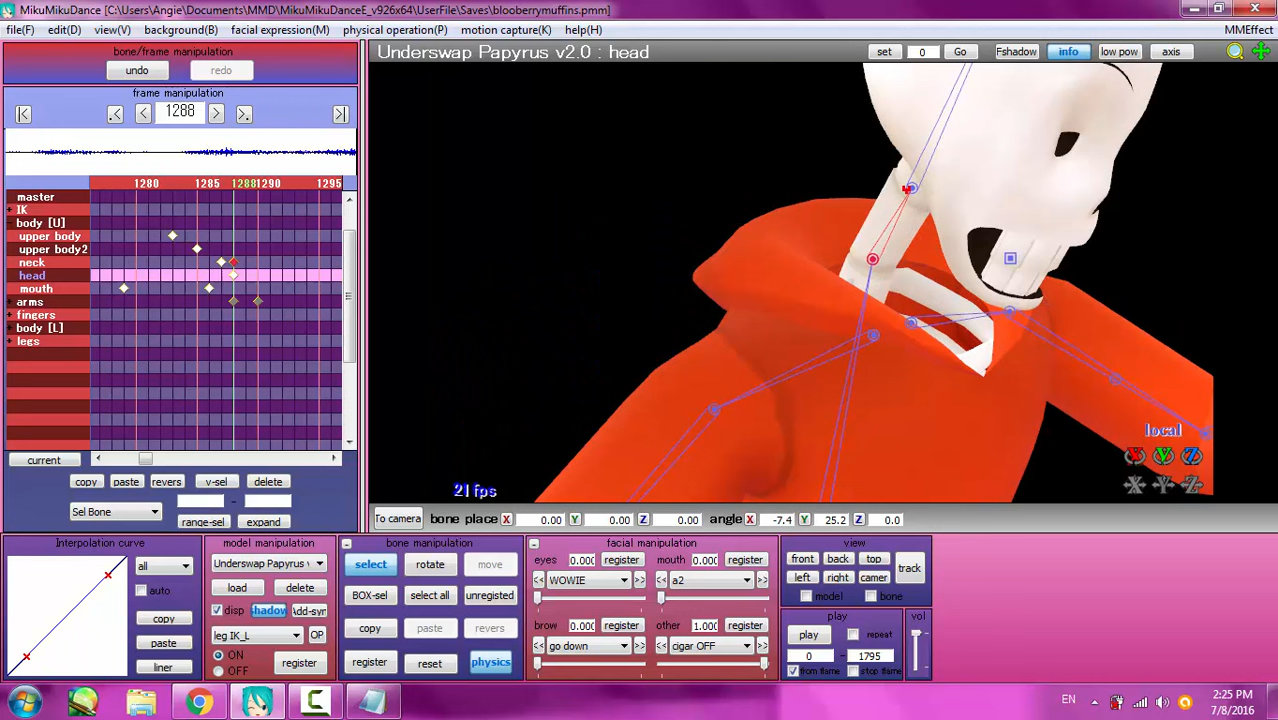 MikuMikuDance [C:\Users\Angie\Documents\MMD\MikuMikuDanceE_v926x64\UserFile\Saves\blooberrymuffins.pmm]
file(F) edit(D) view(V) background(B) facial expression(M) physical operation(P) motion capture(K) help(H) MMEffect
bone/frame manipulation
undo redo
frame manipulation
|< .< < 1288 > >. >|
1280 1285 1288 1290 1295
master
+ IK
- body [U]
upper body
upper body2
neck
head
mouth
+ arms
+ fingers
+ body [L]
+ legs
current
copy paste revers v-sel delete
Sel Bone -
range-sel expand
Underswap Papyrus v2.0 : head
set 0 Go Fshadow info low pow axis
local
X Y Z
X Y Z
21 fps
To camera bone place X 0.00 Y 0.00 Z 0.00 angle X -7.4 Y 25.2 Z 0.0
Interpolation curve
all
auto
copy
paste
liner
model manipulation
Underswap Papyrus v
load delete
disp shadow Add-syn
leg IK_L OP
ON
OFF
register
- bone manipulation
select rotate move
BOX-sel select all unregisted
copy paste revers
register reset physics
- facial manipulation
eyes 0.000 register mouth 0.000 register
<< WOWIE >> << a2 >>
brow 0.000 register other 1.000 register
<< go down >> << cigar OFF >>
view
front back top
left right camer
track
model bone
play
play repeat
0 - 1795
from flame stop flame
vol
EN
2:25 PM
7/8/2016